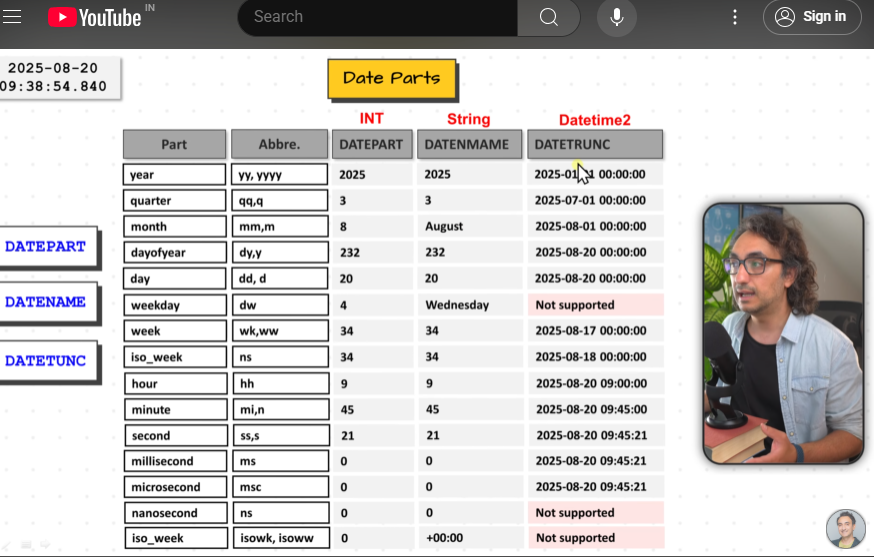 YouTube IN
Search
Sign in
2025-08-20
09:38:54.840
Date Parts
INT String Datetime2
Part Abbre. DATEPART DATENMAME DATETRUNC
year yy, yyyy 2025 2025 2025-01-01 00:00:00
quarter qq,q 3 3 2025-07-01 00:00:00
month mm,m 8 August 2025-08-01 00:00:00
dayofyear dy,y 232 232 2025-08-20 00:00:00
day dd, d 20 20 2025-08-20 00:00:00
weekday dw 4 Wednesday Not supported
week wk,ww 34 34 2025-08-17 00:00:00
iso_week ns 34 34 2025-08-18 00:00:00
hour hh 9 9 2025-08-20 09:00:00
minute mi,n 45 45 2025-08-20 09:45:00
second ss,s 21 21 2025-08-20 09:45:21
millisecond ms 0 0 2025-08-20 09:45:21
microsecond msc 0 0 2025-08-20 09:45:21
nanosecond ns 0 0 Not supported
iso_week isowk, isoww 0 +00:00 Not supported
DATEPART
DATENAME
DATETUNC